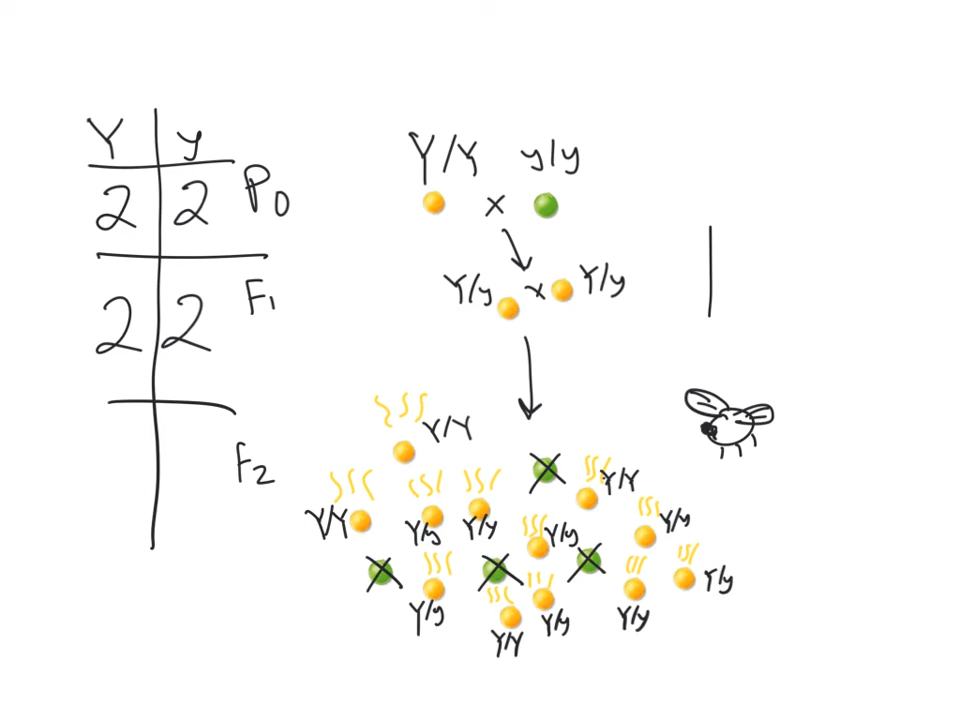 Y y
2 2 P0
2 2 F1
F2
Y/Y y/y
x
Y/y x Y/y
Y/Y
Y/Y
Y/Y Y/y Y/y Y/y Y/y
Y/y Y/y Y/y Y/y
Y/Y